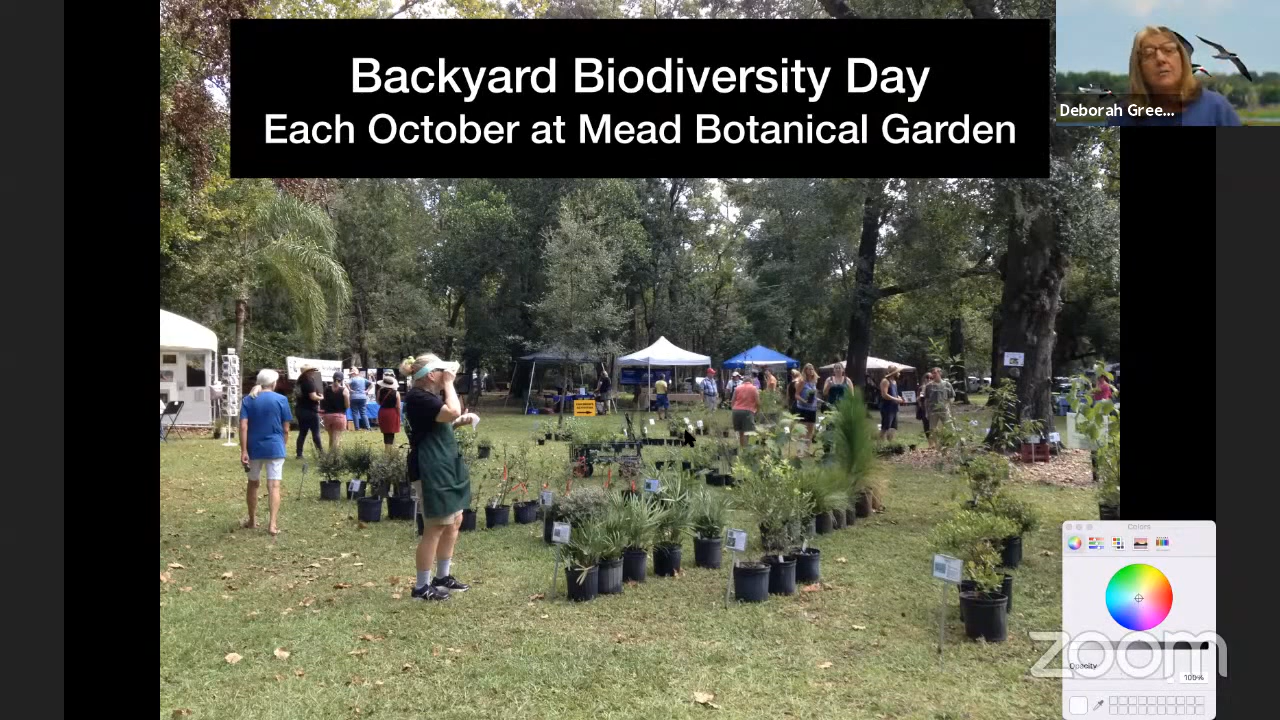 Backyard Biodiversity Day
Each October at Mead Botanical Garden
Deborah Gree...
Colors
zoom
Opacity
100%